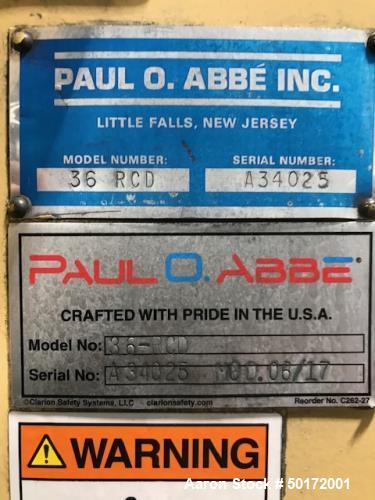 PAUL O. ABBÉ INC.
LITTLE FALLS, NEW JERSEY
MODEL NUMBER: SERIAL NUMBER:
36 RCD A34025
PAUL O. ABBE
CRAFTED WITH PRIDE IN THE U.S.A.
Model No: 36-RCD
Serial No: A34025 MOD.06/17
©Clarion Safety Systems, LLC clarionsafety.com Reorder No. C262-27
WARNING
Aaron Stock # 50172001